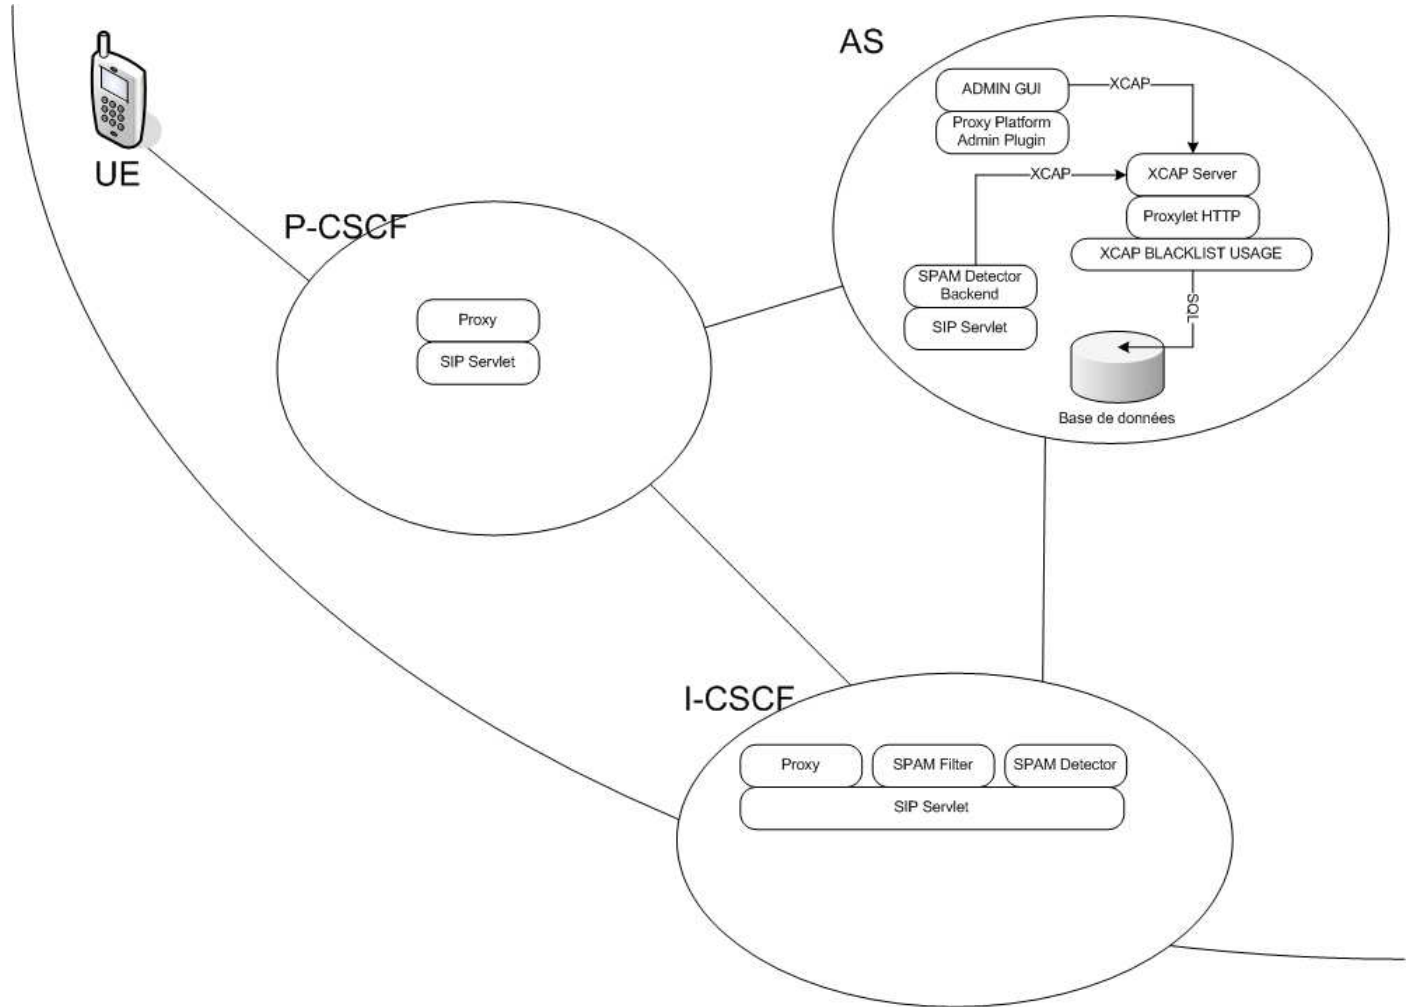 AS
UE
ADMIN GUI
XCAP
Proxy Platform
Admin Plugin
XCAP
XCAP Server
Proxylet HTTP
XCAP BLACKLIST USAGE
SPAM Detector
Backend
SIP Servlet
SQL
Base de données
P-CSCF
Proxy
SIP Servlet
I-CSCF
Proxy
SPAM Filter
SPAM Detector
SIP Servlet